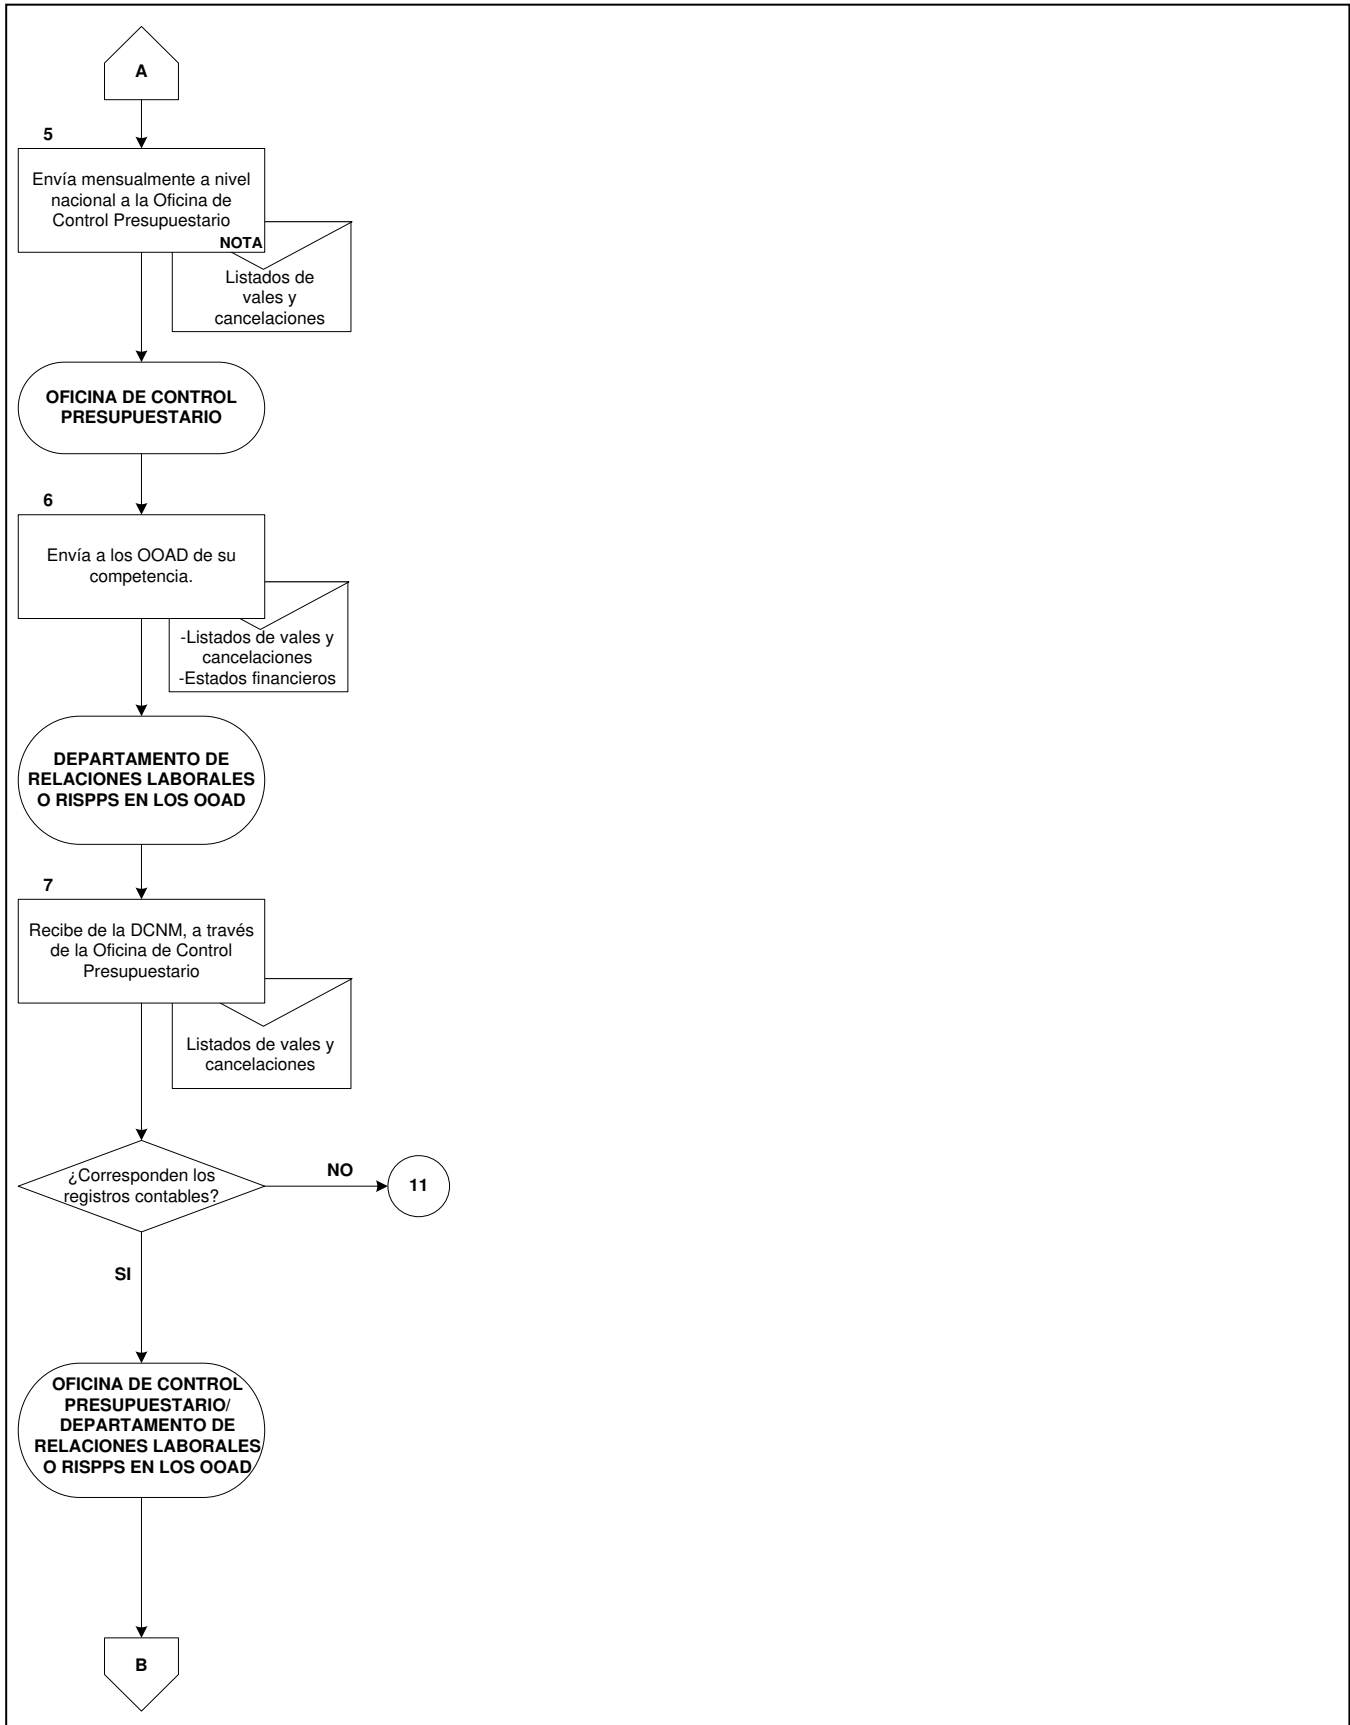 A
5
Envía mensualmente a nivel
nacional a la Oficina de
Control Presupuestario
NOTA
Listados de
vales y
cancelaciones
OFICINA DE CONTROL
PRESUPUESTARIO
6
Envía a los OOAD de su
competencia.
-Listados de vales y
cancelaciones
-Estados financieros
DEPARTAMENTO DE
RELACIONES LABORALES
O RISPPS EN LOS OOAD
7
Recibe de la DCNM, a través
de la Oficina de Control
Presupuestario
Listados de vales y
cancelaciones
¿Corresponden los
registros contables?
NO
11
SI
OFICINA DE CONTROL
PRESUPUESTARIO/
DEPARTAMENTO DE
RELACIONES LABORALES
O RISPPS EN LOS OOAD
B